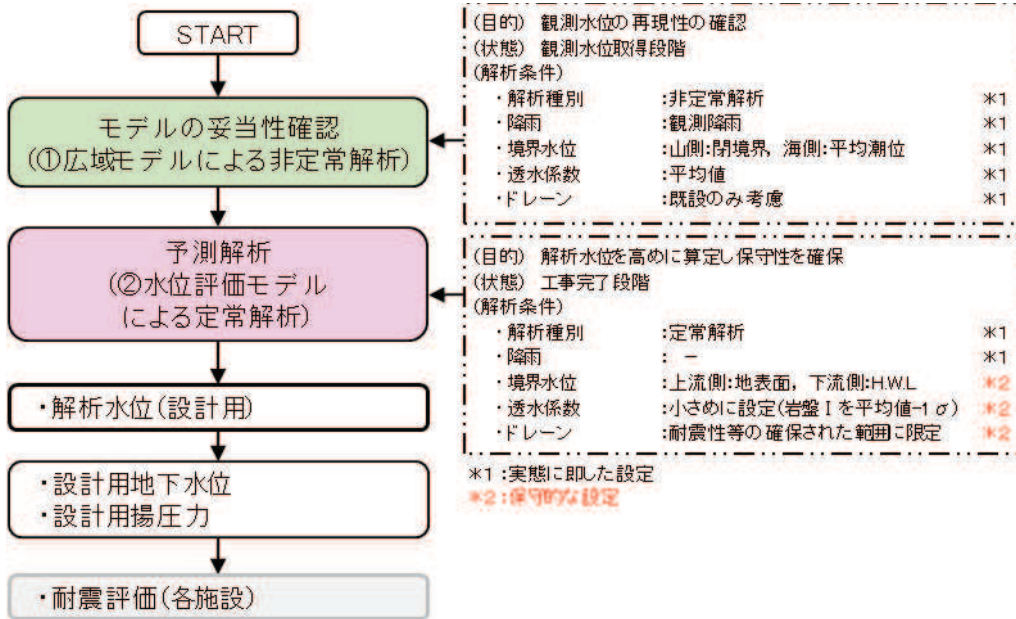 START
モデルの妥当性確認
(①広域モデルによる非定常解析)
予測解析
(②水位評価モデル
による定常解析)
・解析水位(設計用)
・設計用地下水位
・設計用揚圧力
・耐震評価(各施設)
(目的) 観測水位の再現性の確認
(状態) 観測水位取得段階
(解析条件)
・解析種別 :非定常解析 *1
・降雨 :観測降雨 *1
・境界水位 :山側:閉境界, 海側:平均潮位 *1
・透水係数 :平均値 *1
・ドレーン :既設のみ考慮 *1
(目的) 解析水位を高めに算定し保守性を確保
(状態) 工事完了段階
(解析条件)
・解析種別 :定常解析 *1
・降雨 : － *1
・境界水位 :上流側:地表面, 下流側:H.W.L *2
・透水係数 :小さめに設定(岩盤Ⅰを平均値-1σ) *2
・ドレーン :耐震性等の確保された範囲に限定 *2
*1:実態に即した設定
*2:保守的な設定